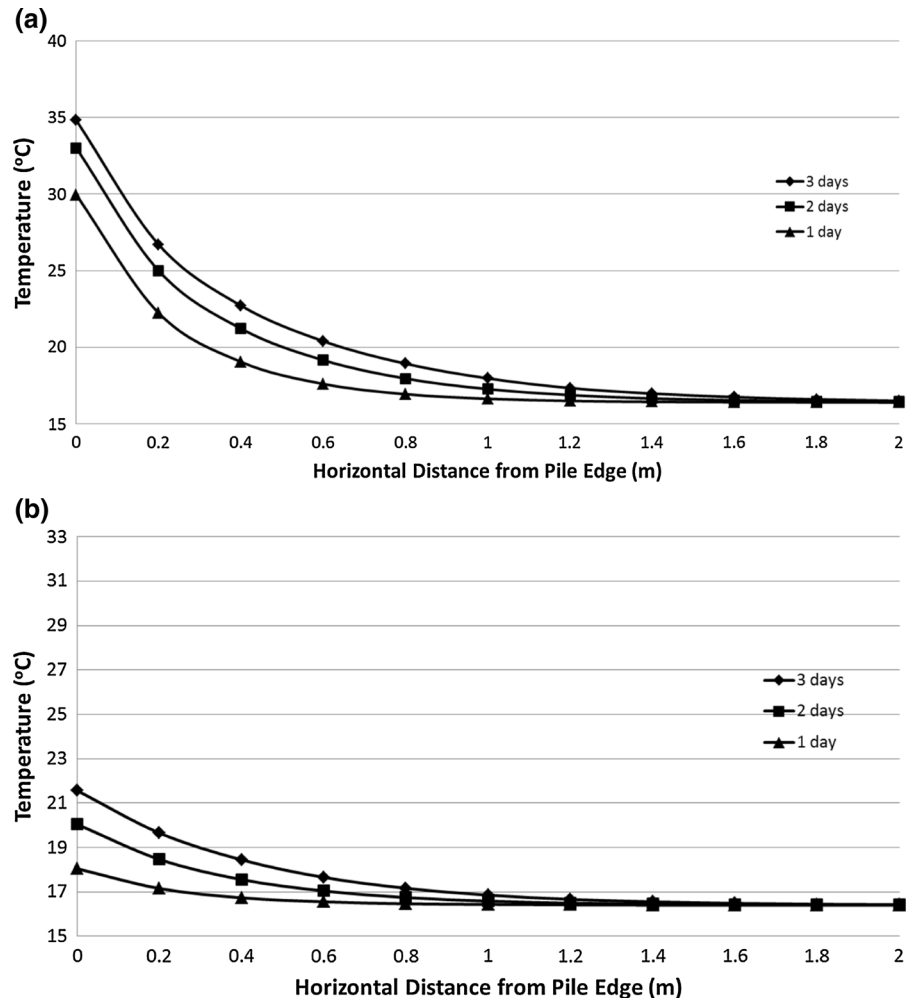 (a)
40
35
30
25
20
15
Temperature (ºC)
3 days
2 days
1 day
0 0.2 0.4 0.6 0.8 1 1.2 1.4 1.6 1.8 2
Horizontal Distance from Pile Edge (m)
(b)
33
31
29
27
25
23
21
19
17
15
Temperature (ºC)
3 days
2 days
1 day
0 0.2 0.4 0.6 0.8 1 1.2 1.4 1.6 1.8 2
Horizontal Distance from Pile Edge (m)